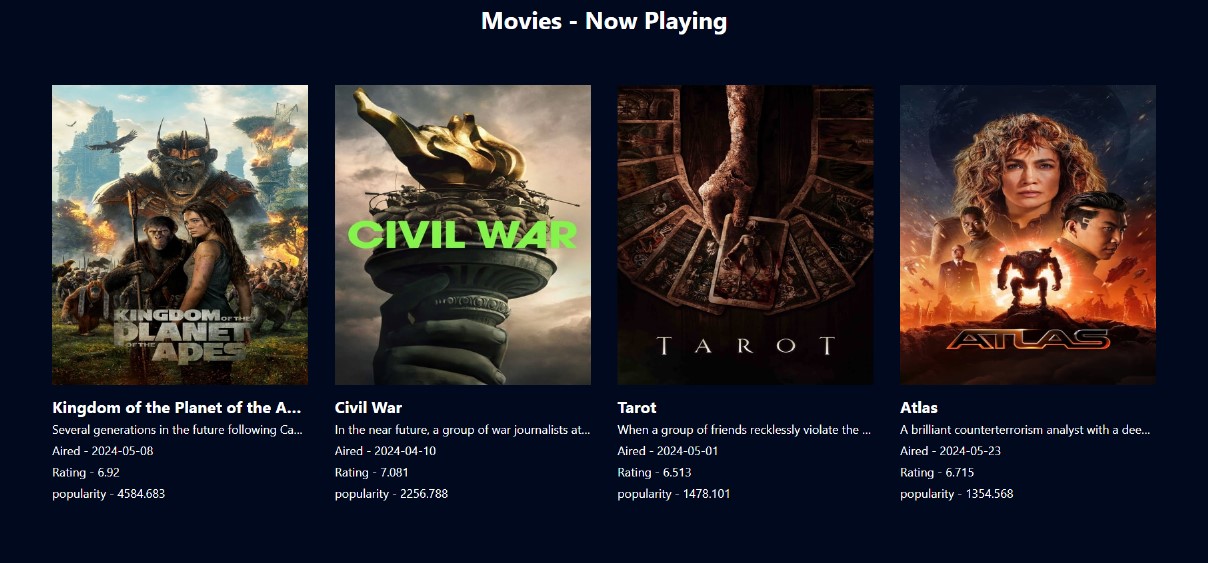 Movies - Now Playing
KINGDOM OF THE
PLANET
OF THE APES
CIVIL WAR
TAROT
ATLAS
Kingdom of the Planet of the A...
Several generations in the future following Ca...
Aired - 2024-05-08
Rating - 6.92
popularity - 4584.683
Civil War
In the near future, a group of war journalists at...
Aired - 2024-04-10
Rating - 7.081
popularity - 2256.788
Tarot
When a group of friends recklessly violate the ...
Aired - 2024-05-01
Rating - 6.513
popularity - 1478.101
Atlas
A brilliant counterterrorism analyst with a dee...
Aired - 2024-05-23
Rating - 6.715
popularity - 1354.568